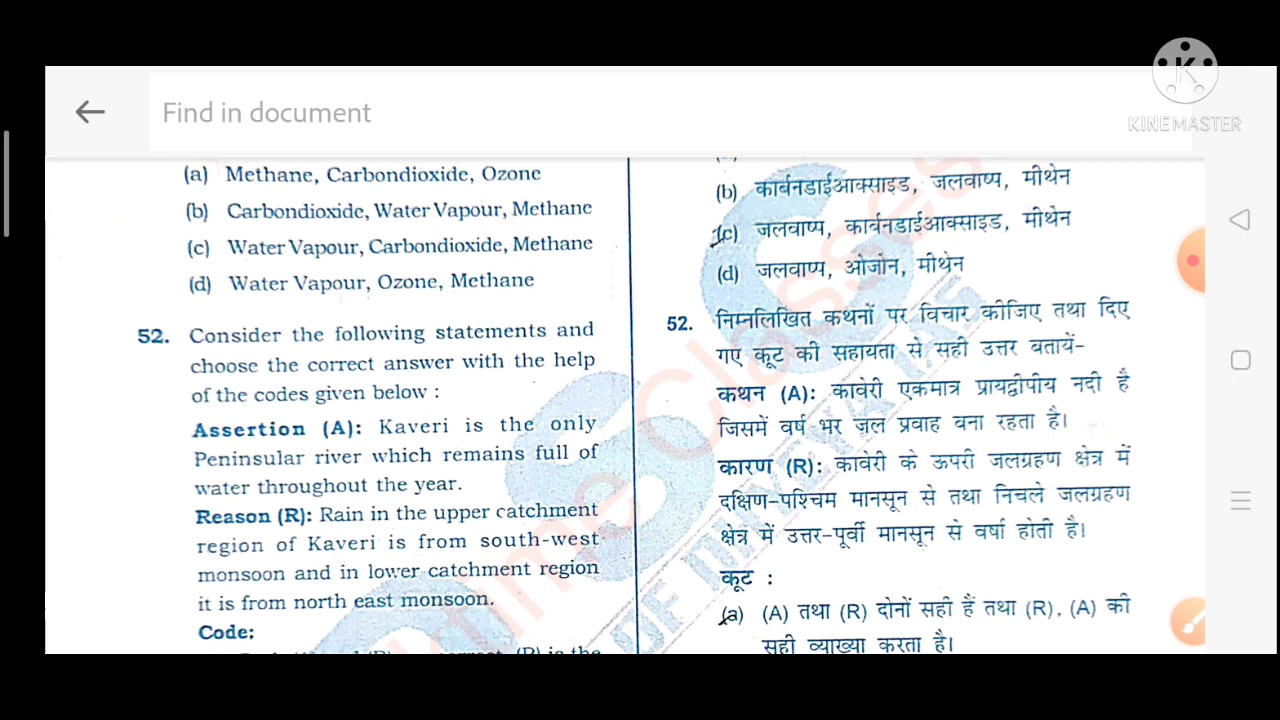 Find in document
KINEMASTER
(a) Methane, Carbondioxide, Ozone
(b) Carbondioxide, Water Vapour, Methane
(c) Water Vapour, Carbondioxide, Methane
(d) Water Vapour, Ozone, Methane
52. Consider the following statements and
choose the correct answer with the help
of the codes given below :
Assertion (A): Kaveri is the only
Peninsular river which remains full of
water throughout the year.
Reason (R): Rain in the upper catchment
region of Kaveri is from south-west
monsoon and in lower catchment region
it is from north east monsoon.
Code:
(b) कार्बनडाईआक्साइड, जलवाष्प, मीथेन
(c) जलवाष्प, कार्बनडाईआक्साइड, मीथेन
(d) जलवाष्प, ओजोन, मीथेन
52. निम्नलिखित कथनों पर विचार कीजिए तथा दिए
गए कूट की सहायता से सही उत्तर बतायें-
कथन (A): कावेरी एकमात्र प्रायद्वीपीय नदी है
जिसमें वर्ष भर जल प्रवाह बना रहता है।
कारण (R): कावेरी के ऊपरी जलग्रहण क्षेत्र में
दक्षिण-पश्चिम मानसून से तथा निचले जलग्रहण
क्षेत्र में उत्तर-पूर्वी मानसून से वर्षा होती है।
कूट :
(a) (A) तथा (R) दोनों सही हैं तथा (R), (A) की
सही व्याख्या करता है।